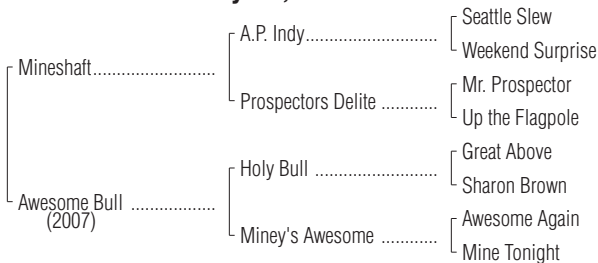 Seattle Slew
A.P. Indy..............................
Weekend Surprise
Mineshaft............................
Mr. Prospector
Prospectors Delite ............
Up the Flagpole
Great Above
Holy Bull ...........................
Sharon Brown
Awesome Bull ...................
(2007)
Awesome Again
Miney's Awesome ............
Mine Tonight